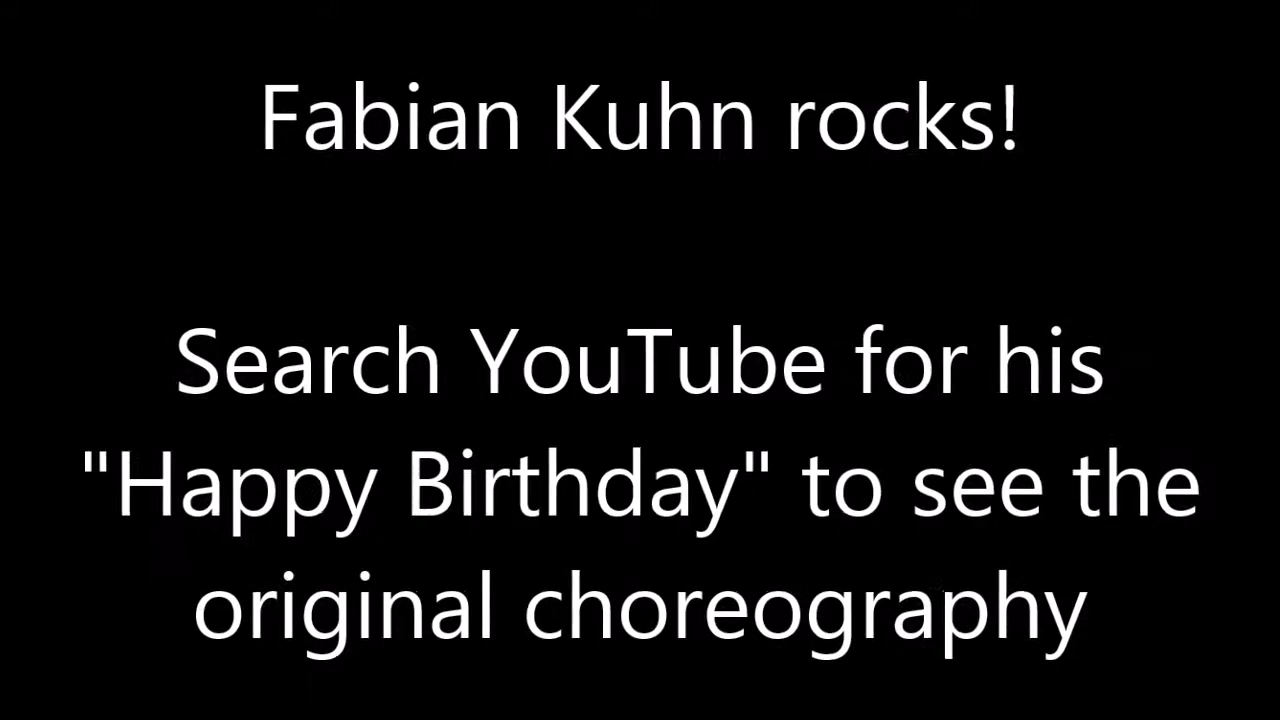 Fabian Kuhn rocks!
Search YouTube for his
"Happy Birthday" to see the
original choreography